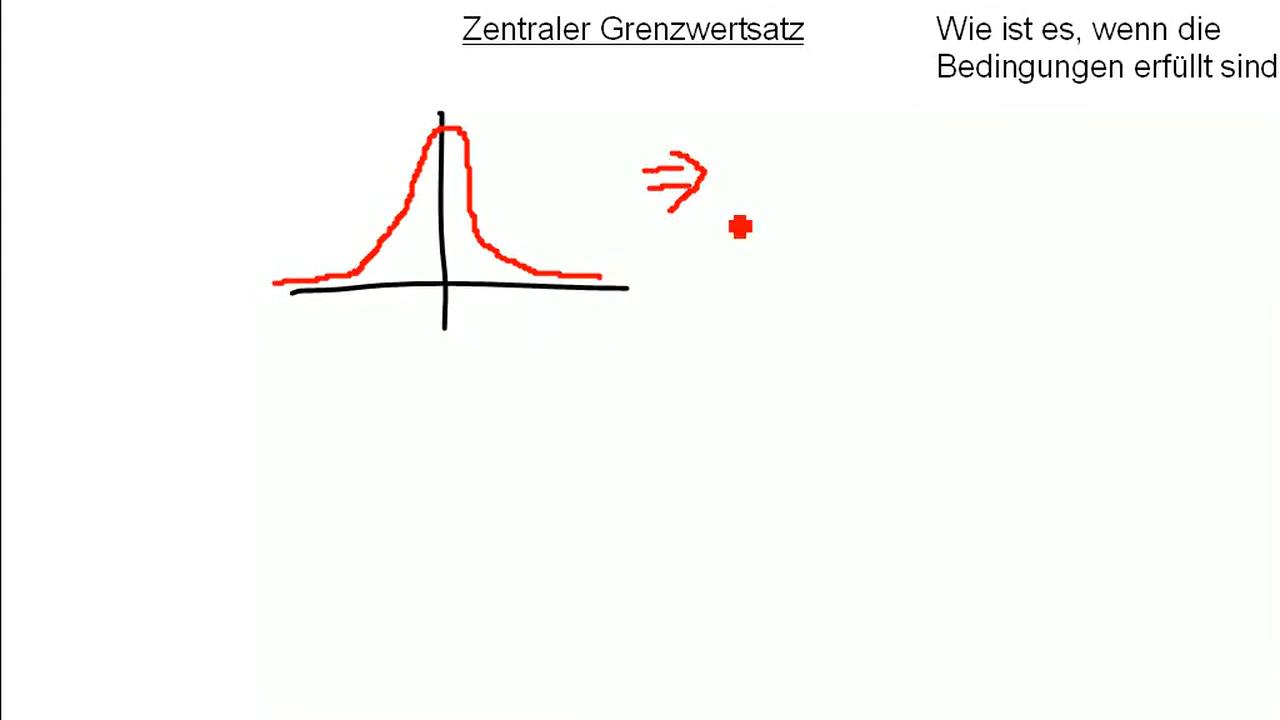 Zentraler Grenzwertsatz
Wie ist es, wenn die
Bedingungen erfüllt sind